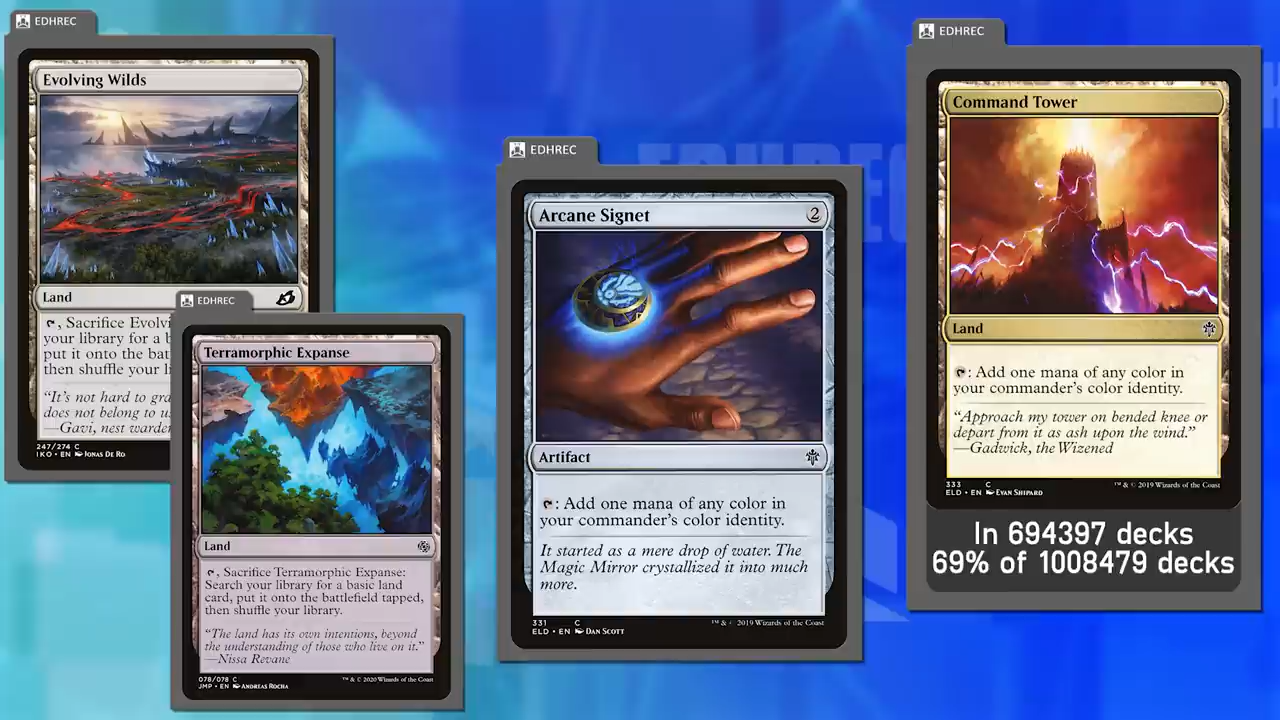 EDHREC
Evolving Wilds
Land
, Sacrifice Evolvi
your library for a b
put it onto the bat
then shuffle your li
“It's not hard to gra
does not belong to us
—Gavi, nest warden
247/274 C
IKO • EN Jonas De Ro
EDHREC
Terramorphic Expanse
Land
, Sacrifice Terramorphic Expanse:
Search your library for a basic land
card, put it onto the battlefield tapped,
then shuffle your library.
“The land has its own intentions, beyond
the understanding of those who live on it.”
—Nissa Revane
078/078 C
JMP • EN Andreas Rocha
™ & © 2020 Wizards of the Coast
EDHREC
Arcane Signet
2
Artifact
: Add one mana of any color in
your commander's color identity.
It started as a mere drop of water. The
Magic Mirror crystallized it into much
more.
331 C
ELD • EN Dan Scott
™ & © 2019 Wizards of the Coast
EDHREC
Command Tower
Land
: Add one mana of any color in
your commander's color identity.
“Approach my tower on bended knee or
depart from it as ash upon the wind.”
—Gadwick, the Wizened
333 C
ELD • EN Evan Shipard
™ & © 2019 Wizards of the Coast
In 694397 decks
69% of 1008479 decks